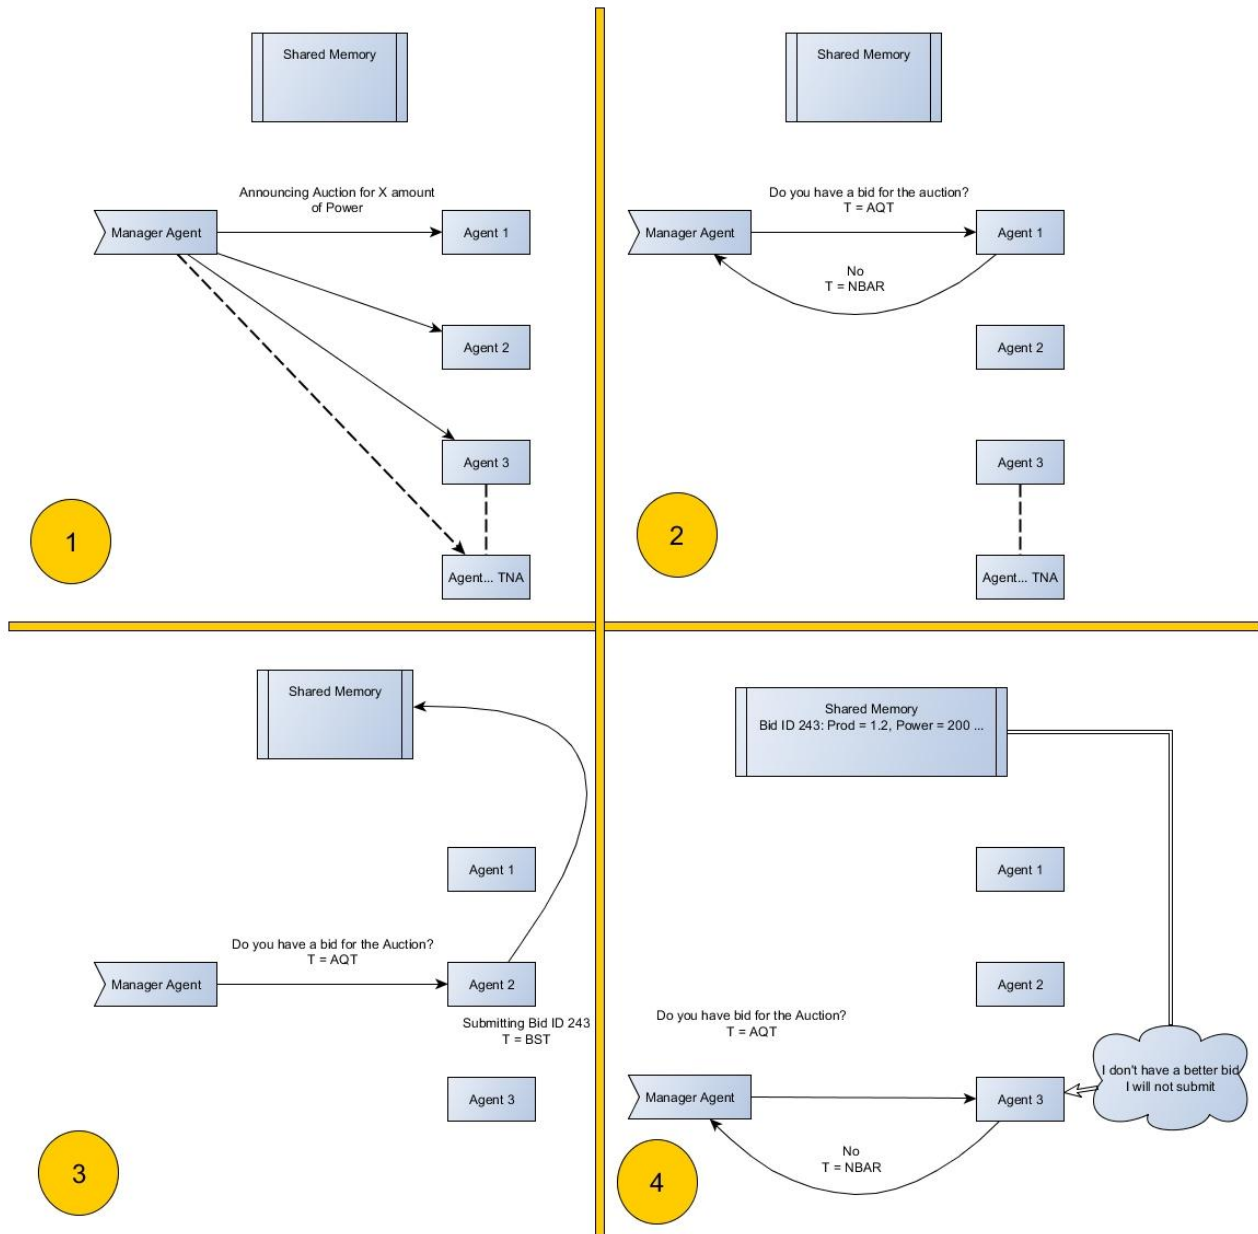 Shared Memory
Announcing Auction for X amount
of Power
Manager Agent
Agent 1
Agent 2
Agent 3
Agent... TNA
1
Shared Memory
Do you have a bid for the auction?
T = AQT
Manager Agent
Agent 1
No
T = NBAR
Agent 2
Agent 3
Agent... TNA
2
Shared Memory
Agent 1
Do you have a bid for the Auction?
T = AQT
Manager Agent
Agent 2
Submitting Bid ID 243
T = BST
Agent 3
3
Shared Memory
Bid ID 243: Prod = 1.2, Power = 200 ...
Agent 1
Agent 2
Do you have bid for the Auction?
T = AQT
I don't have a better bid
I will not submit
Manager Agent
Agent 3
No
T = NBAR
4